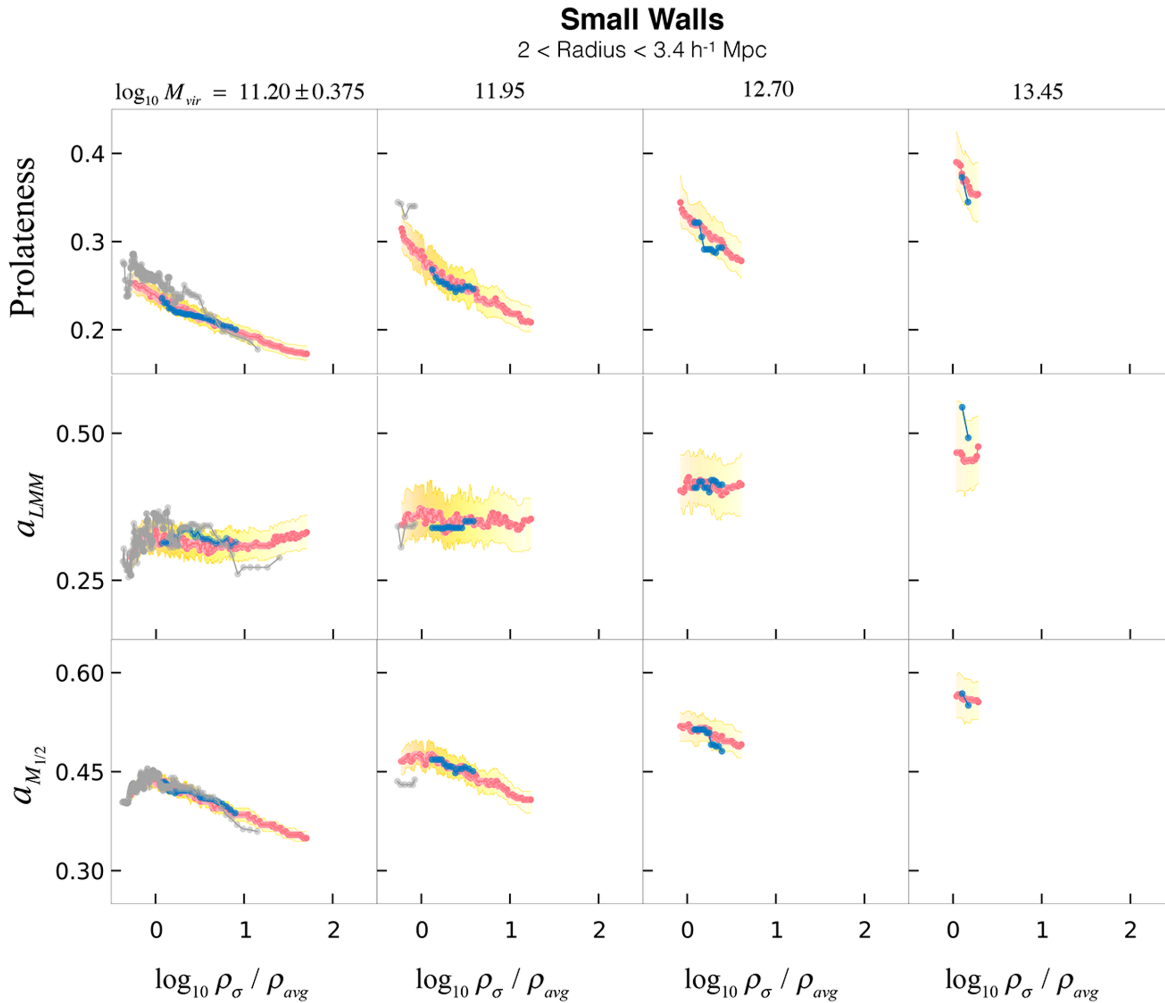 Small Walls
2 < Radius < 3.4 h⁻¹ Mpc
log₁₀ M_vir = 11.20 ± 0.375 11.95 12.70 13.45
Prolateness
0.4
0.3
0.2
a_LMM
0.50
0.25
a_M₁/₂
0.60
0.45
0.30
0 1 2 0 1 2 0 1 2 0 1 2
log₁₀ ρ_σ / ρ_avg log₁₀ ρ_σ / ρ_avg log₁₀ ρ_σ / ρ_avg log₁₀ ρ_σ / ρ_avg